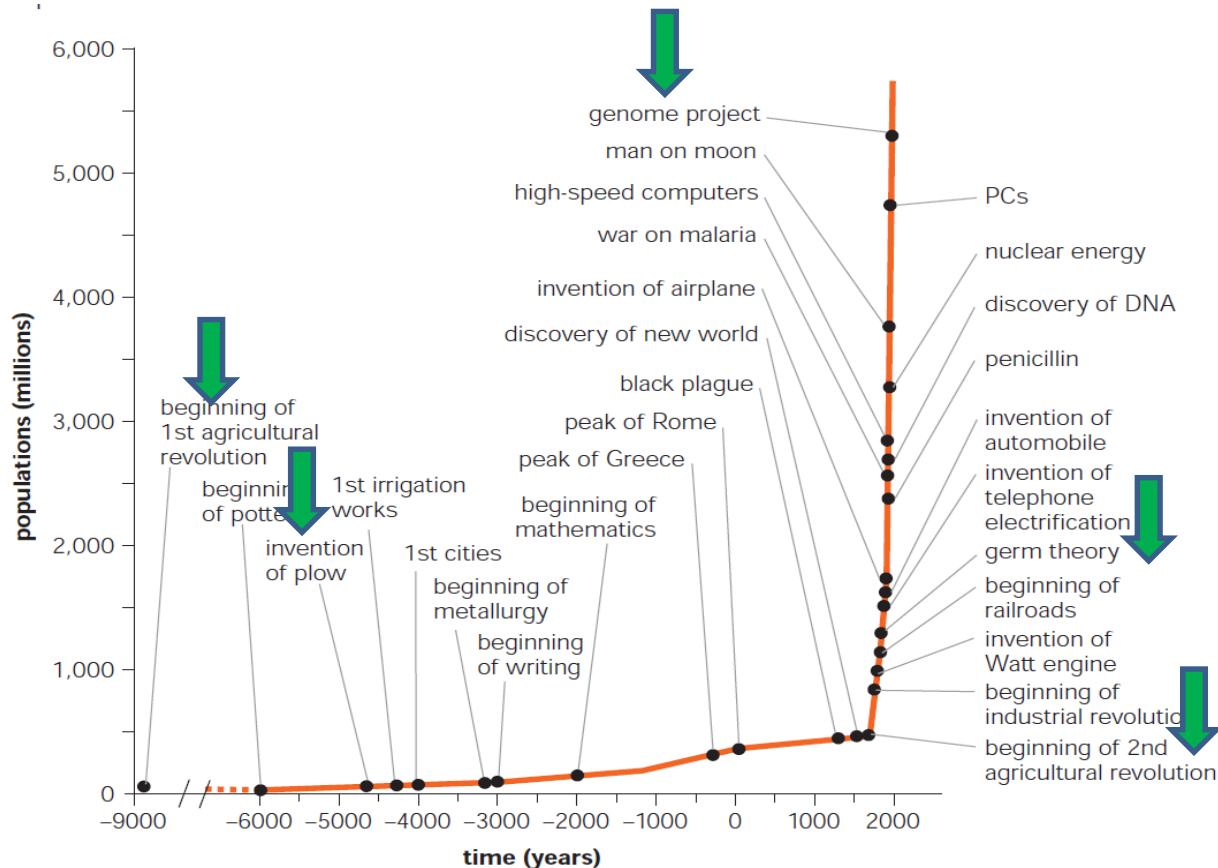 6,000
5,000
4,000
3,000
2,000
1,000
0
populations (millions)
genome project
man on moon
high-speed computers
war on malaria
invention of airplane
discovery of new world
black plague
peak of Rome
peak of Greece
beginning of
mathematics
beginning of
1st agricultural
revolution
of
invention
of plow
1st irrigation
works
1st cities
beginning of
metallurgy
beginning
of writing
PCs
nuclear energy
discovery of DNA
penicillin
invention of
automobile
invention of
telephone
electrification
germ theory
beginning of
railroads
invention of
Watt engine
beginning of
industrial
beginning of 2nd
agricultural revolution
–9000
–6000
–5000
–4000
–3000
–2000
–1000
0
1000
2000
time (years)